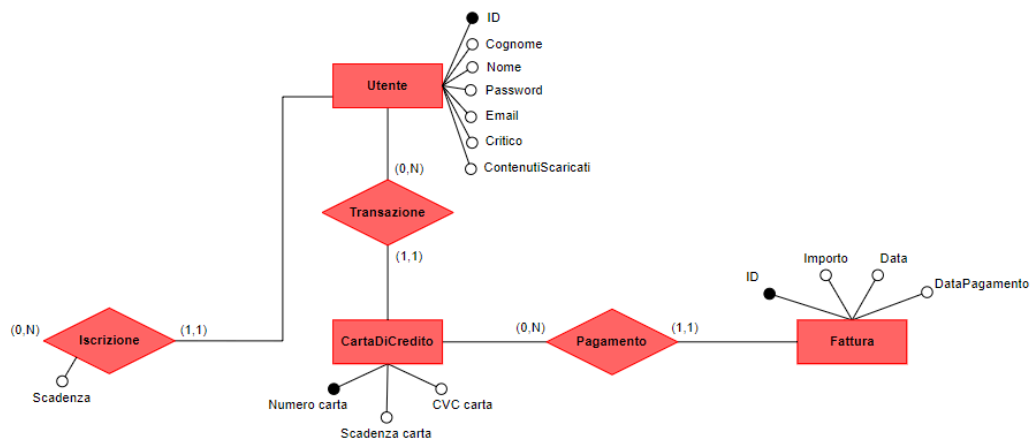 ID
Cognome
Nome
Utente
Password
Email
Critico
ContenutiScaricati
(0,N)
Transazione
(1,1)
Importo
Data
ID
DataPagamento
(0,N)
(1,1)
Iscrizione
Scadenza
CartaDiCredito
(0,N)
Pagamento
(1,1)
Fattura
Numero carta
CVC carta
Scadenza carta